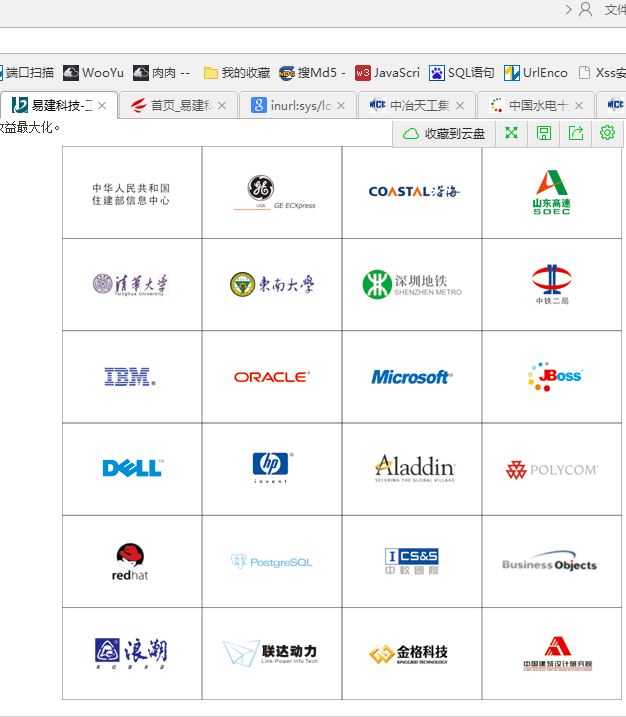 文件
端口扫描 WooYu 肉肉 -- 我的收藏 搜Md5 - JavaScri SQL语句 UrlEnco Xss安
易建科技- 首页_易建科 inurl:sys/lo 中冶天工集 中国水电十
效益最大化。
收藏到云盘
中华人民共和国
住建部信息中心
GE
USA GE ECXpress
COASTAL 深海
山东高速
SDEC
清华大学
Tsinghua University
东南大学
深圳地铁
SHENZHEN METRO
中铁二局
IBM®
ORACLE®
Microsoft®
JBoss
DELL™
hp®
invent
Aladdin®
SECURING THE GLOBAL VILLAGE
POLYCOM®
redhat
PostgreSQL
CS&S
中軟國際
Business Objects
浪潮
联达动力
Link-Power Info Tech
金格科技
KINGGRID TECHNOLOGY
中国建筑设计研究院